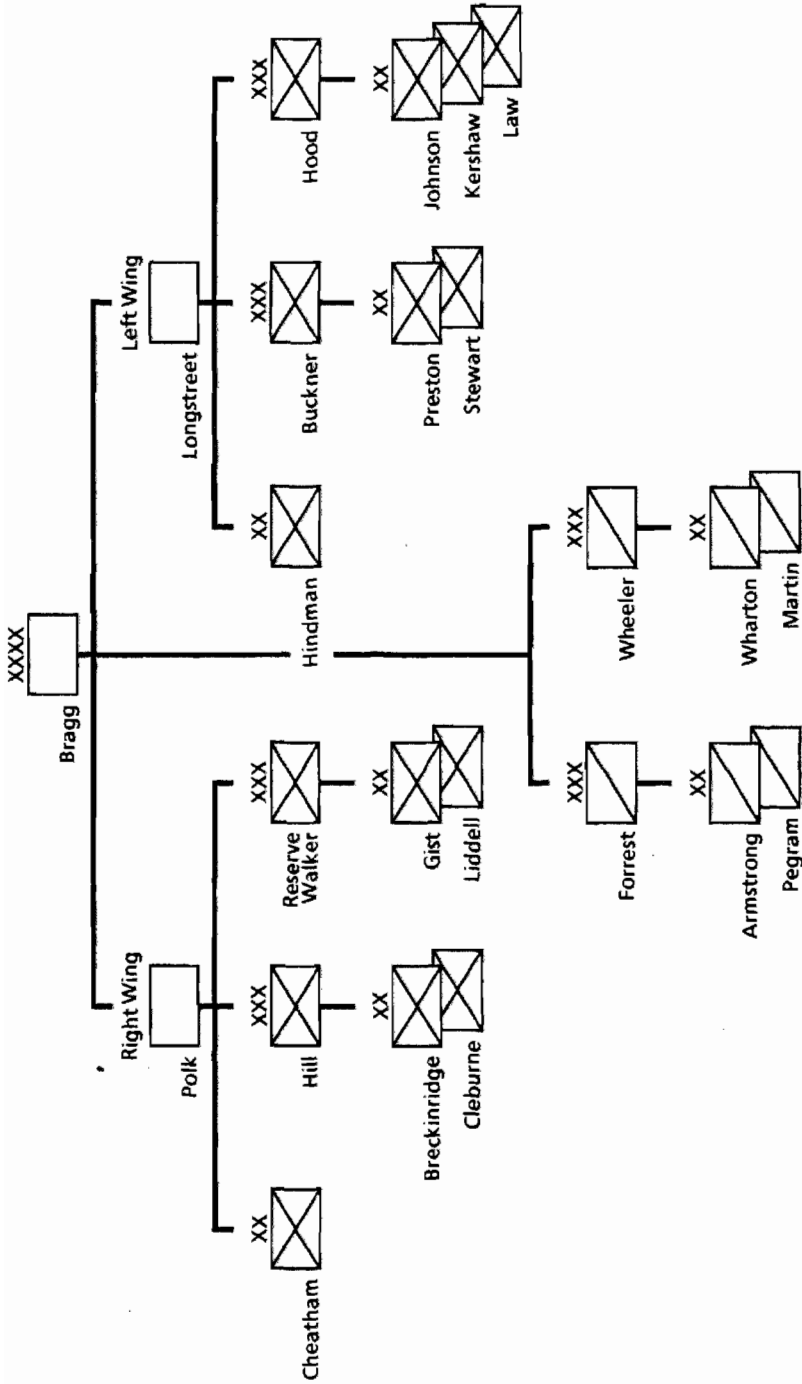 XXXX
Bragg
Right Wing
Polk
Left Wing
Longstreet
XX
Cheatham
XXX
Hill
XXX
Reserve
Walker
XX
Hindman
XXX
Buckner
XXX
Hood
XX
Breckinridge
Cleburne
XX
Gist
Liddell
XX
Preston
Stewart
XX
Johnson
Kershaw
Law
XXX
Forrest
XXX
Wheeler
XX
Armstrong
Pegram
XX
Wharton
Martin